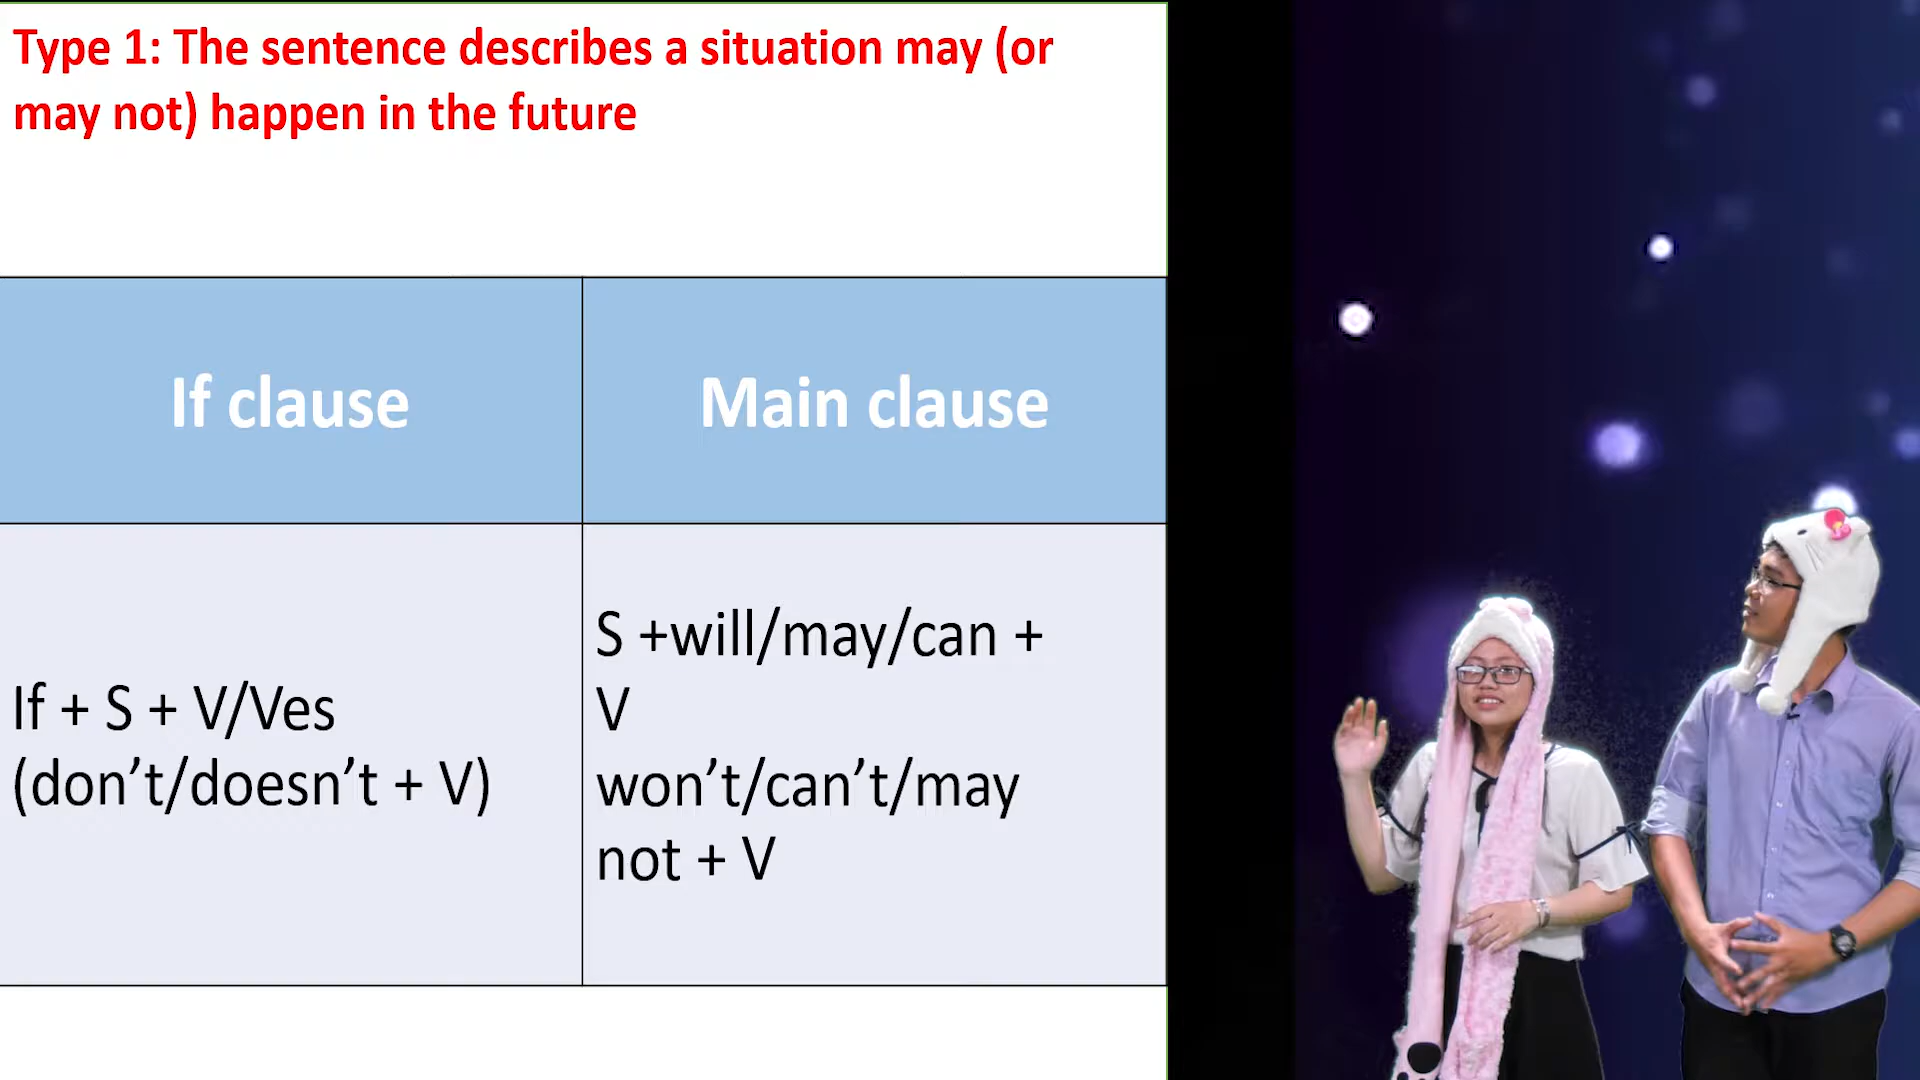 Type 1: The sentence describes a situation may (or
may not) happen in the future
If clause
Main clause
If + S + V/Ves
(don’t/doesn’t + V)
S +will/may/can +
V
won’t/can’t/may
not + V